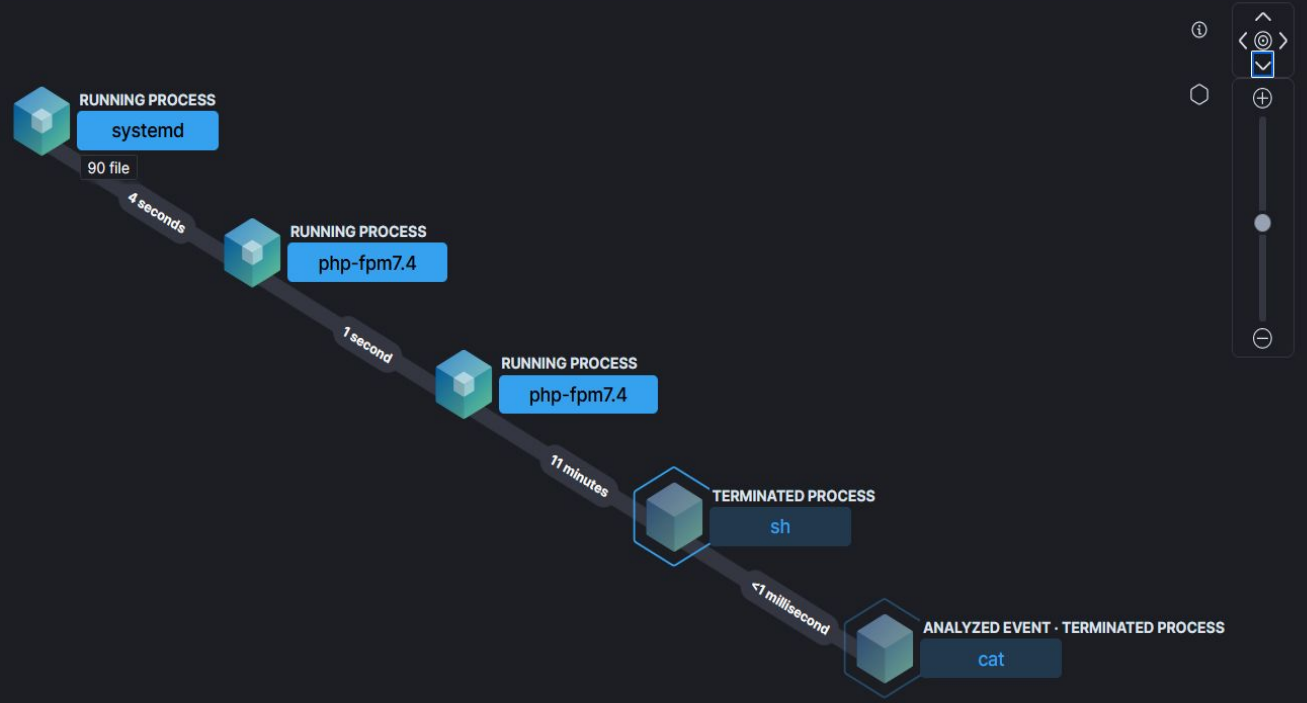 RUNNING PROCESS
systemd
90 file
4 seconds
RUNNING PROCESS
php-fpm7.4
1 second
RUNNING PROCESS
php-fpm7.4
11 minutes
TERMINATED PROCESS
sh
<1 millisecond
ANALYZED EVENT · TERMINATED PROCESS
cat